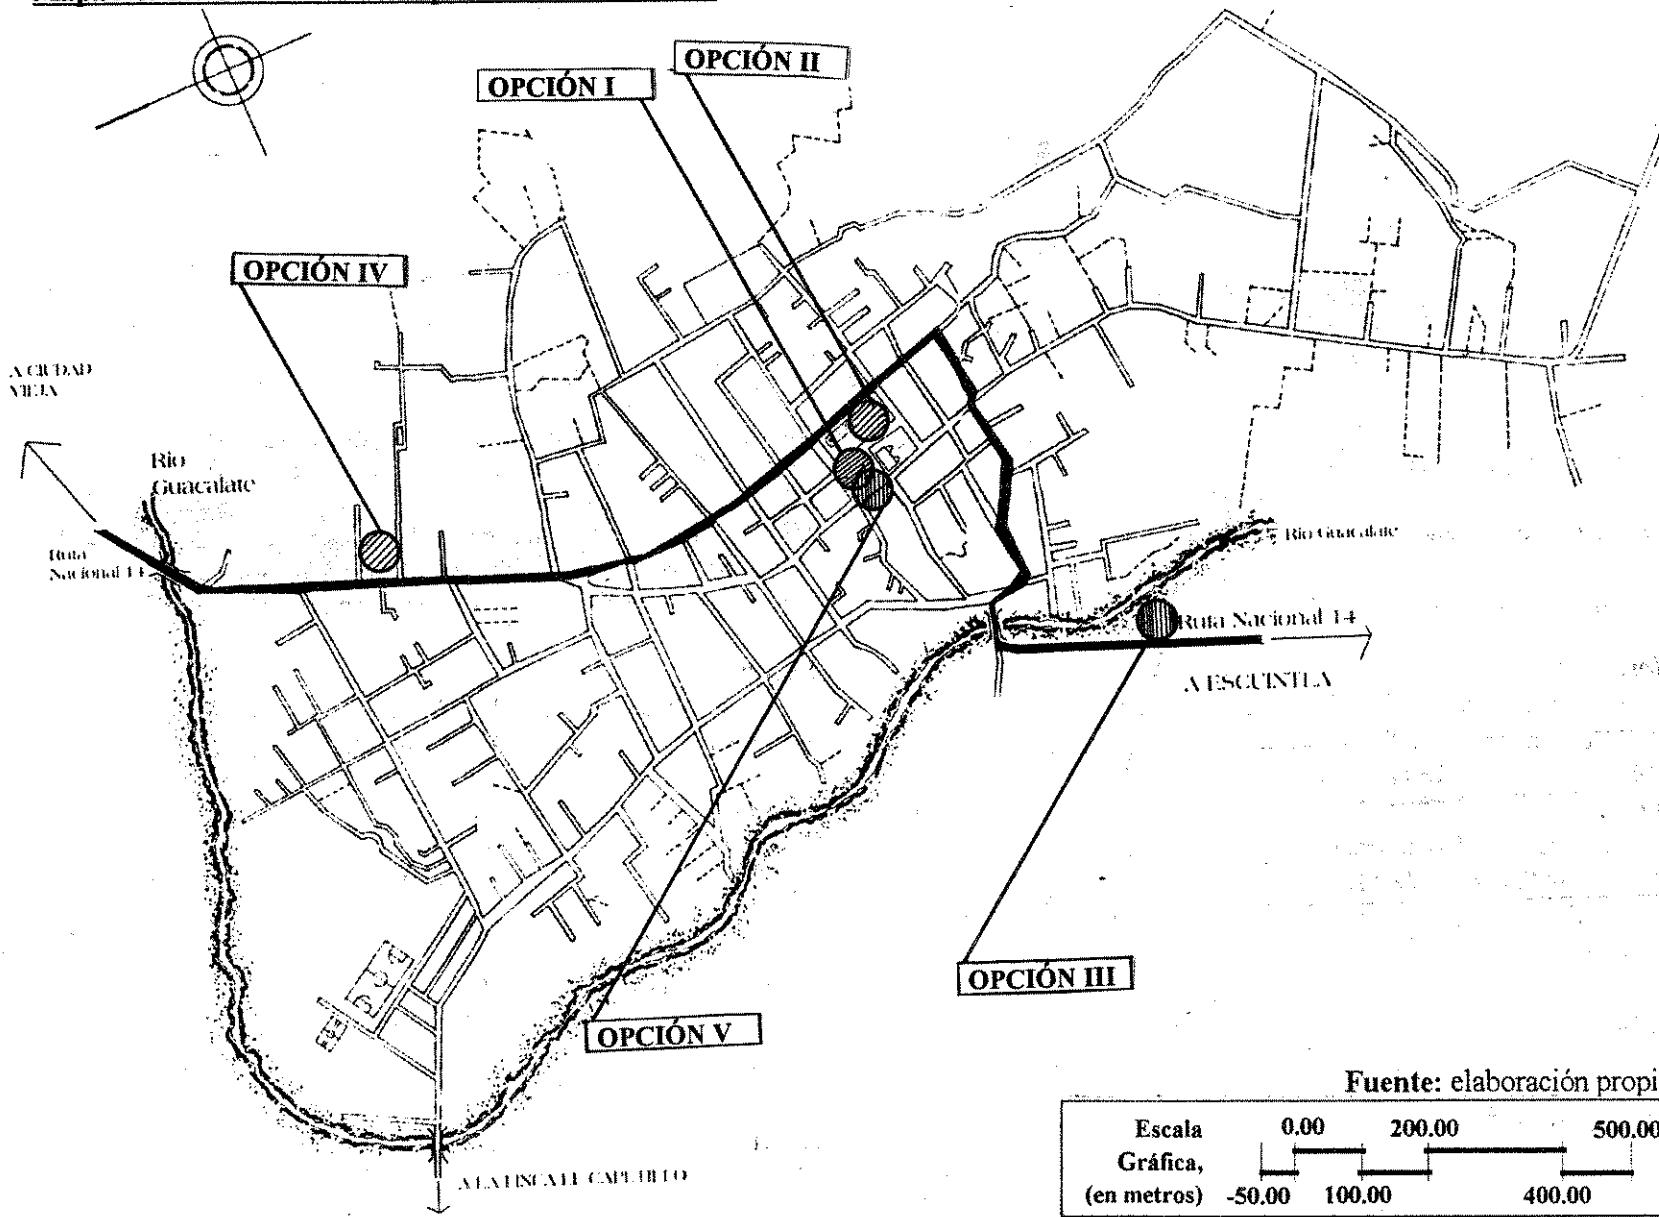 OPCIÓN II
OPCIÓN I
OPCIÓN IV
A CIUDAD
VIEJA
Rio
Guacalate
Ruta
Nacional 14
Rio Guacalate
Ruta Nacional 14
A ESCUINTLA
OPCIÓN III
OPCIÓN V
Fuente: elaboración propi
Escala
Gráfica,
(en metros)
0.00 200.00 500.00
-50.00 100.00 400.00
A LA FINCA EL